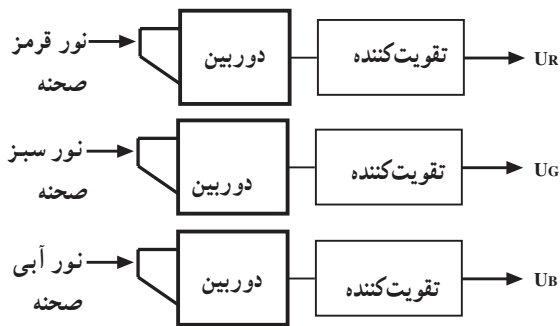 نور قرمز
صحنه
دوربین
تقویت‌کننده
UR
نور سبز
صحنه
دوربین
تقویت‌کننده
UG
نور آبی
صحنه
دوربین
تقویت‌کننده
UB